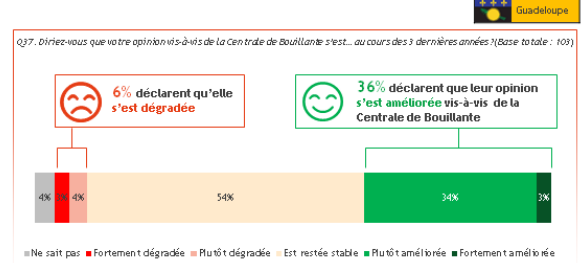 Guadeloupe
Q37. Diriez-vous que votre opinion vis-à-vis de la Centrale de Bouillante s'est... au cours des 3 dernières années ?(Base totale : 103)
6% déclarent qu'elle
s'est dégradée
36% déclarent que leur opinion
s'est améliorée vis-à-vis de la
Centrale de Bouillante
4% 3% 4% 54% 34% 3%
Ne sait pas Fortement dégradée Plutôt dégradée Est restée stable Plutôt améliorée Fortement améliorée